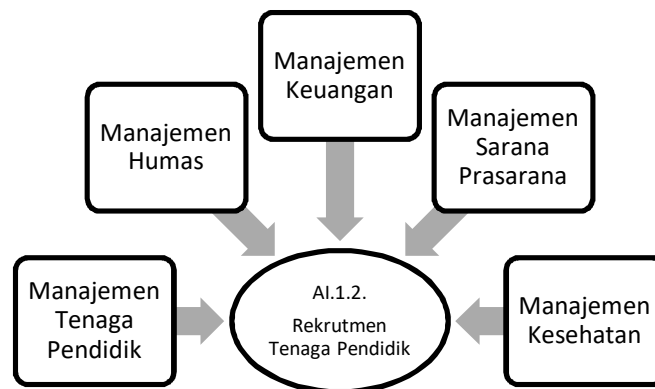 Manajemen
Keuangan
Manajemen
Humas
Manajemen
Sarana
Prasarana
Manajemen
Tenaga
Pendidik
AI.1.2.
Rekrutmen
Tenaga Pendidik
Manajemen
Kesehatan